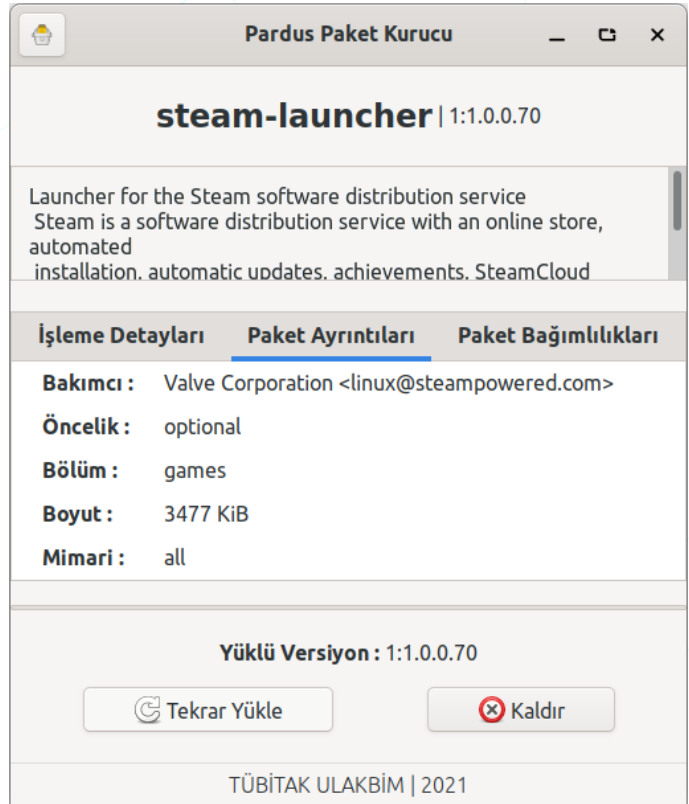 Pardus Paket Kurucu
steam-launcher | 1:1.0.0.70
Launcher for the Steam software distribution service
Steam is a software distribution service with an online store,
automated
installation, automatic updates, achievements, SteamCloud
İşleme Detayları Paket Ayrıntıları Paket Bağımlılıkları
Bakımcı : Valve Corporation <linux@steampowered.com>
Öncelik : optional
Bölüm : games
Boyut : 3477 KiB
Mimari : all
Yüklü Versiyon : 1:1.0.0.70
Tekrar Yükle Kaldır
TÜBİTAK ULAKBİM | 2021